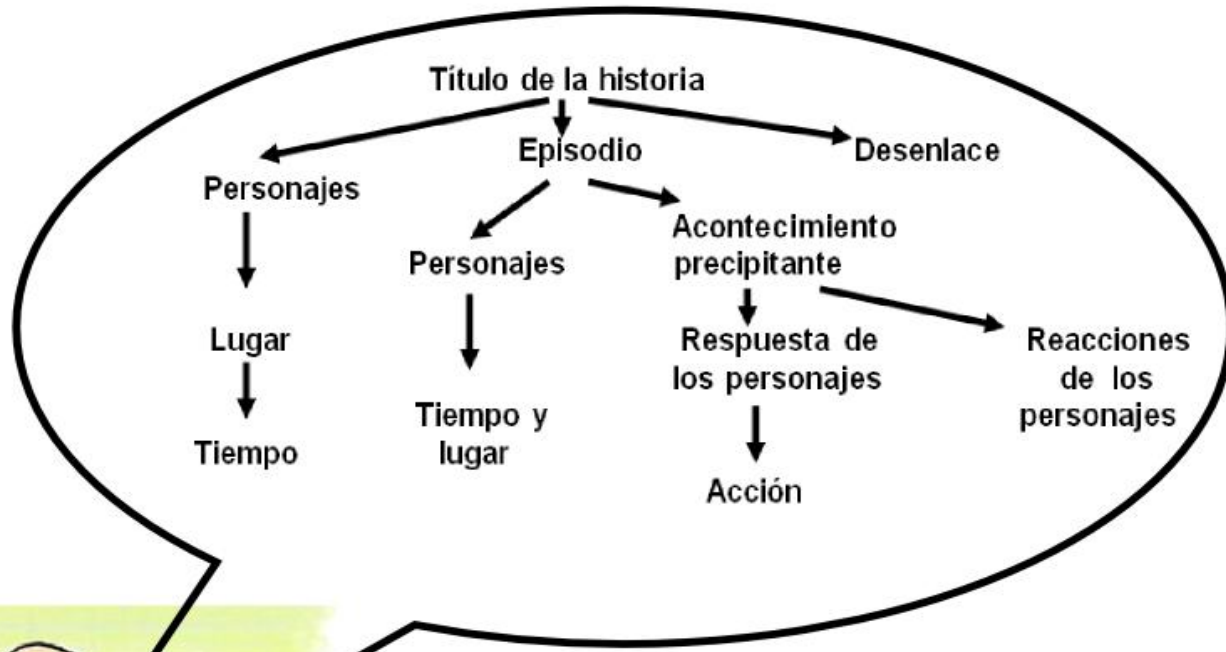 Título de la historia
Episodio
Desenlace
Personajes
Acontecimiento
precipitante
Personajes
Lugar
Respuesta de
los personajes
Reacciones
de los
personajes
Tiempo y
lugar
Tiempo
Acción